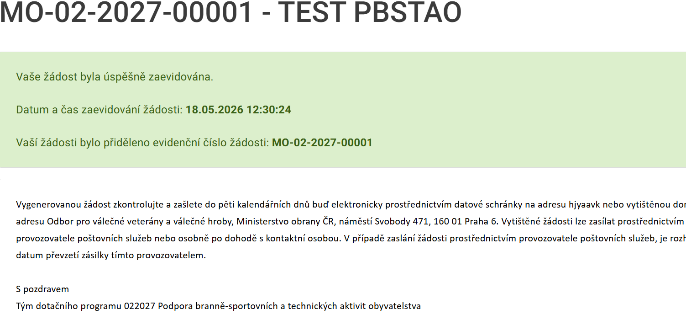 MO-02-2027-00001 - TEST PBSTAO
Vaše žádost byla úspěšně zaevidována.
Datum a čas zaevidování žádosti: 18.05.2026 12:30:24
Vaší žádosti bylo přiděleno evidenční číslo žádosti: MO-02-2027-00001
Vygenerovanou žádost zkontrolujte a zašlete do pěti kalendářních dnů buď elektronicky prostřednictvím datové schránky na adresu hjyaavk nebo vytištěnou
adresu Odbor pro válečné veterány a válečné hroby, Ministerstvo obrany ČR, náměstí Svobody 471, 160 01 Praha 6. Vytištěné žádosti lze zasílat prostřednictvím
provozovatele poštovních služeb nebo osobně po dohodě s kontaktní osobou. V případě zaslání žádosti prostřednictvím provozovatele poštovních služeb, je
datum převzetí zásilky tímto provozovatelem.
S pozdravem
Tým dotačního programu 022027 Podpora branně-sportovních a technických aktivit obyvatelstva